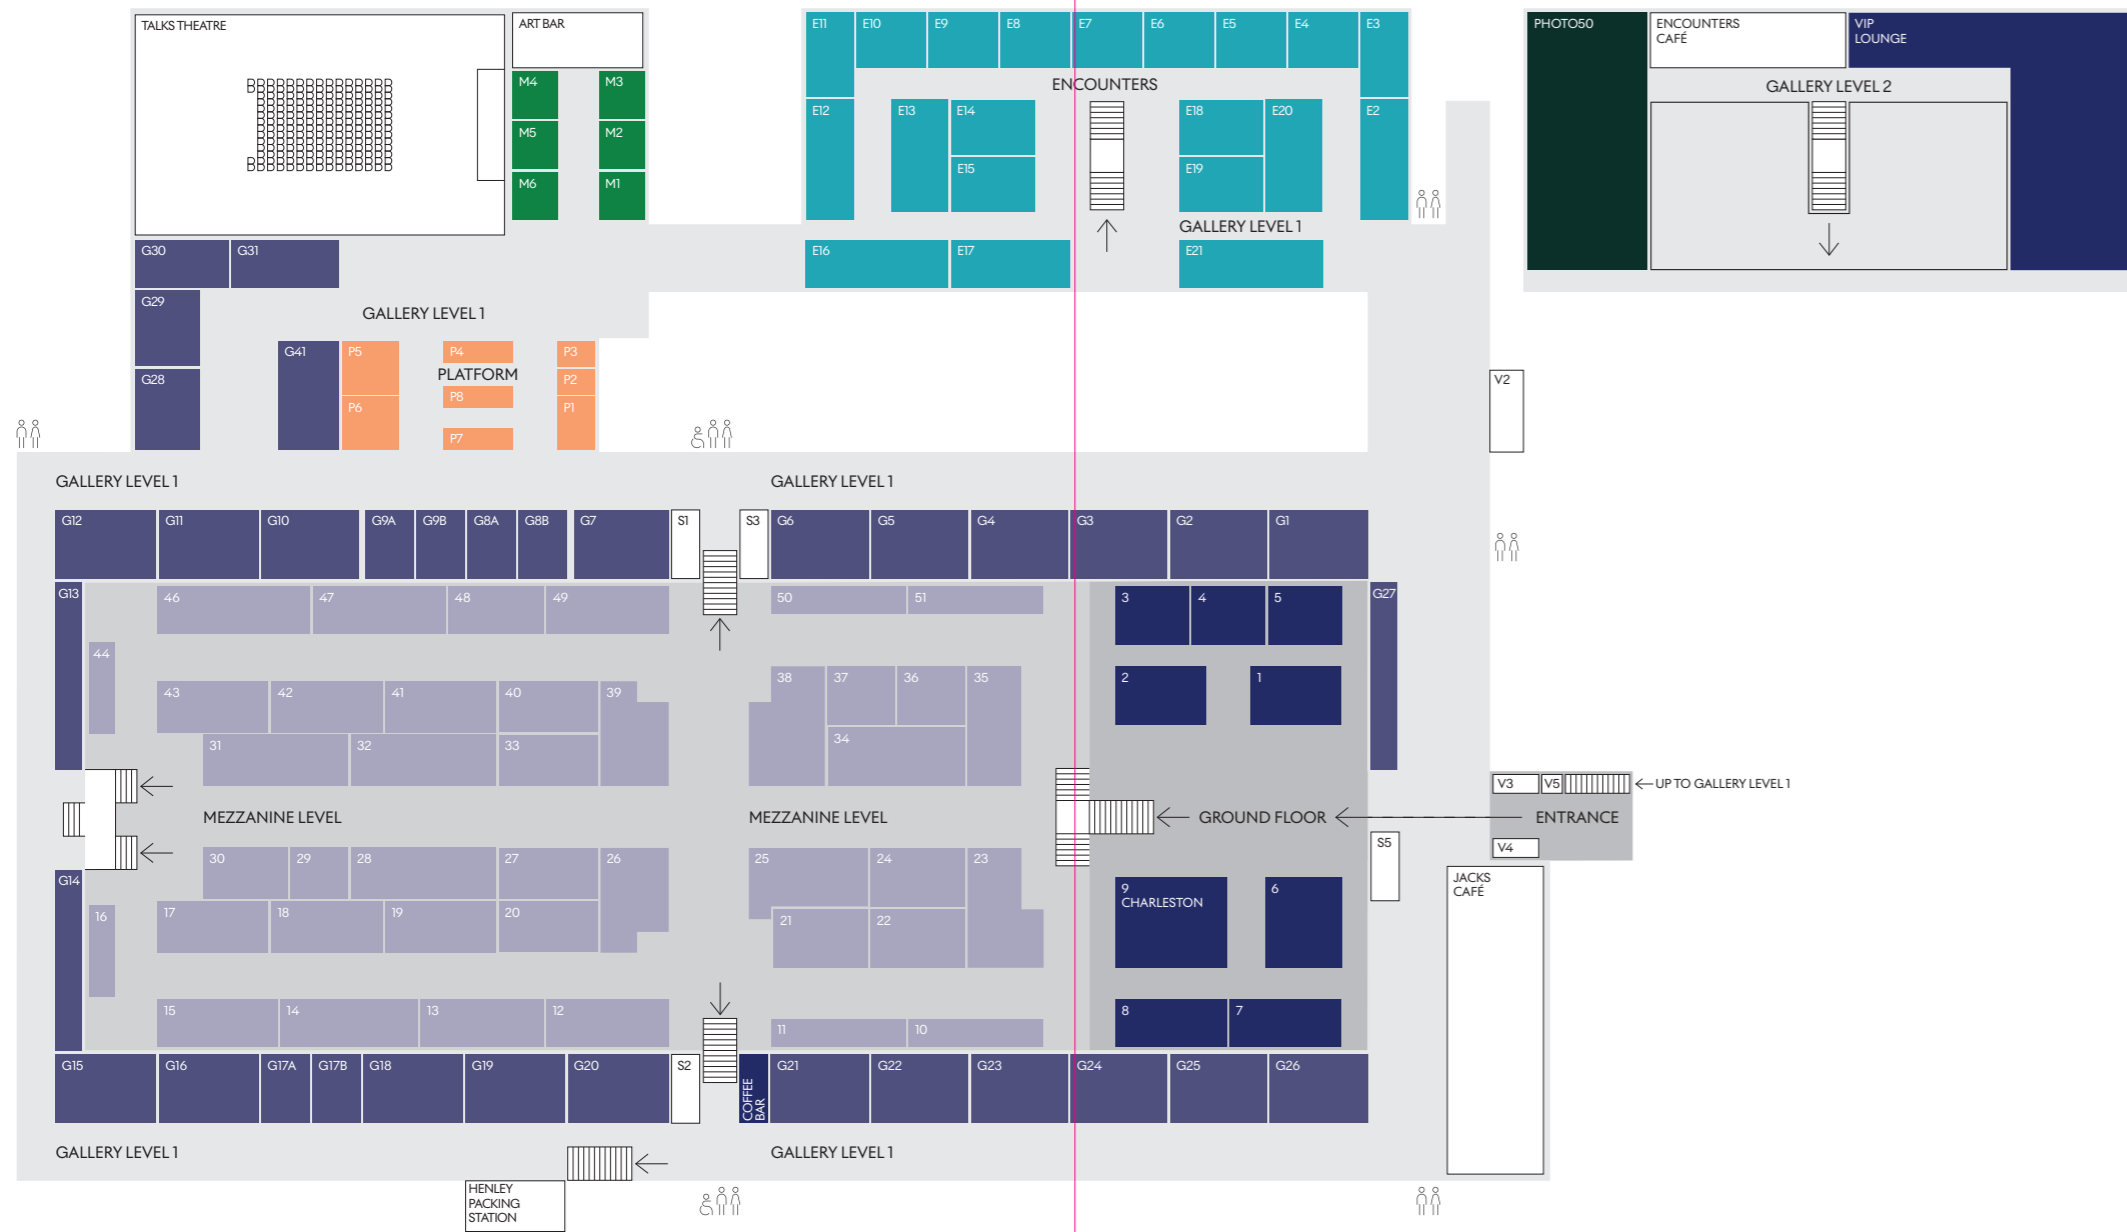 TALKS THEATRE
ART BAR
M4
M3
M5
M2
M6
M1
E11
E10
E9
E8
E7
E6
E5
E4
E3
ENCOUNTERS
E12
E13
E14
E15
E18
E20
E19
E2
GALLERY LEVEL 1
E16
E17
E21
PHOTO50
ENCOUNTERS
CAFÉ
VIP
LOUNGE
GALLERY LEVEL 2
G30
G31
G29
GALLERY LEVEL 1
G28
G41
P5
P4
P3
PLATFORM
P2
P8
P6
P1
P7
V2
GALLERY LEVEL 1
GALLERY LEVEL 1
G12
G11
G10
G9A
G9B
G8A
G8B
G7
S1
S3
G6
G5
G4
G3
G2
G1
G13
46
47
48
49
50
51
3
4
5
G27
44
43
42
41
40
39
38
37
36
35
2
1
31
32
33
34
MEZZANINE LEVEL
MEZZANINE LEVEL
GROUND FLOOR
V3
V5
UP TO GALLERY LEVEL 1
ENTRANCE
V4
S5
30
29
28
27
26
25
24
23
G14
16
17
18
19
20
21
22
9
CHARLESTON
6
JACKS
CAFÉ
15
14
13
12
11
10
8
7
G15
G16
G17A
G17B
G18
G19
G20
S2
COFFEE
BAR
G21
G22
G23
G24
G25
G26
GALLERY LEVEL 1
GALLERY LEVEL 1
HENLEY
PACKING
STATION